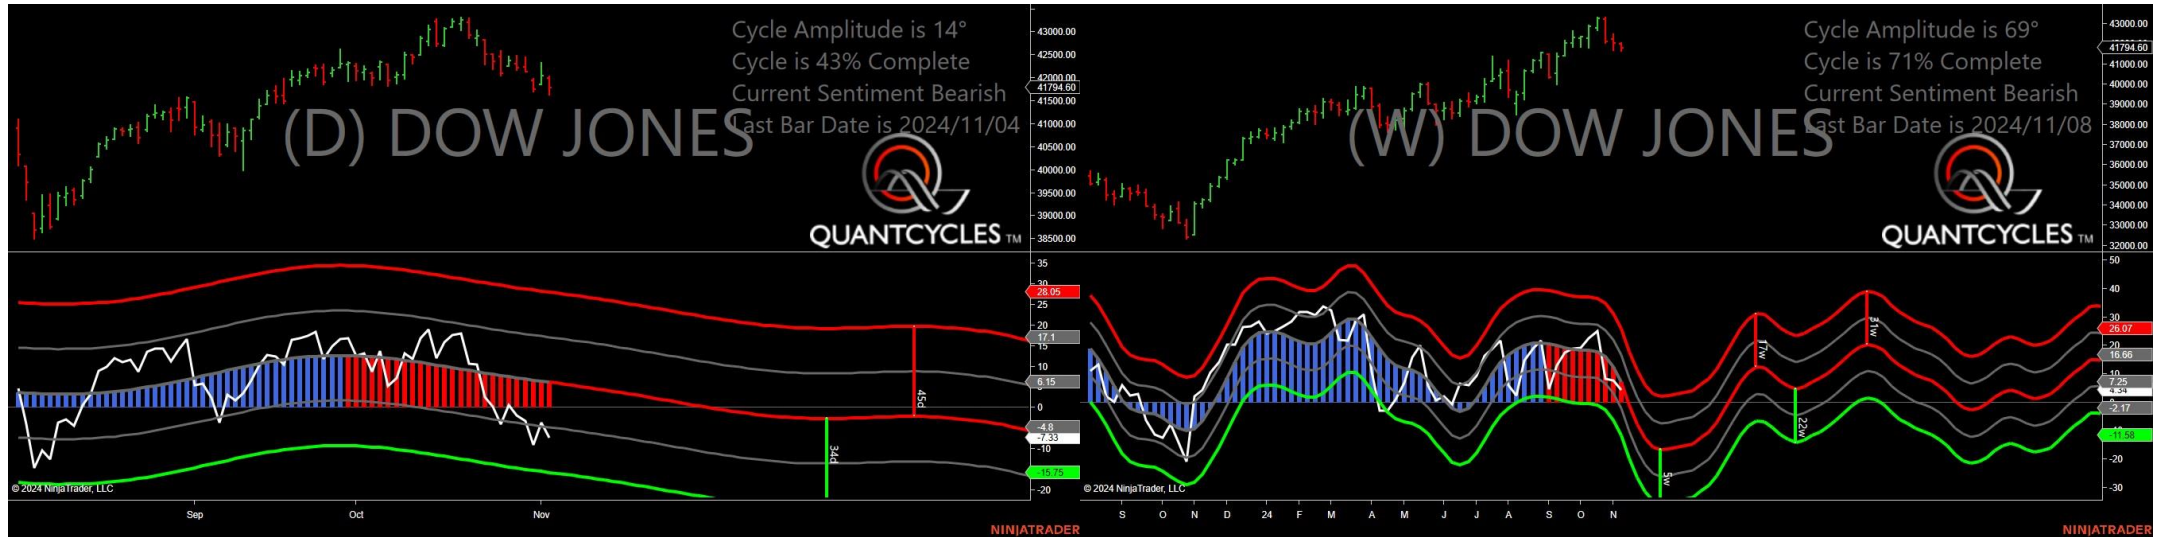 Cycle Amplitude is 14°
Cycle is 43% Complete
Current Sentiment Bearish
Last Bar Date is 2024/11/04
(D) DOW JONES
QUANTCYCLES TM
43000.00
42500.00
42000.00
41794.60
41500.00
41000.00
40500.00
40000.00
39500.00
39000.00
38500.00
35
30
28.05
25
20
17.1
15
10
6.15
0
-4.8
-7.33
-10
-15.75
-20
45d
34d
© 2024 NinjaTrader, LLC
Sep Oct Nov
NINJATRADER
Cycle Amplitude is 69°
Cycle is 71% Complete
Current Sentiment Bearish
Last Bar Date is 2024/11/08
(W) DOW JONES
QUANTCYCLES TM
43000.00
41794.60
41000.00
40000.00
39000.00
38000.00
37000.00
36000.00
35000.00
34000.00
33000.00
32000.00
50
40
30
26.07
20
16.66
10
7.25
4.34
-2.17
-11.58
-20
-30
17w
31w
22w
5w
© 2024 NinjaTrader, LLC
S O N D 24 F M A M J J A S O N
NINJATRADER